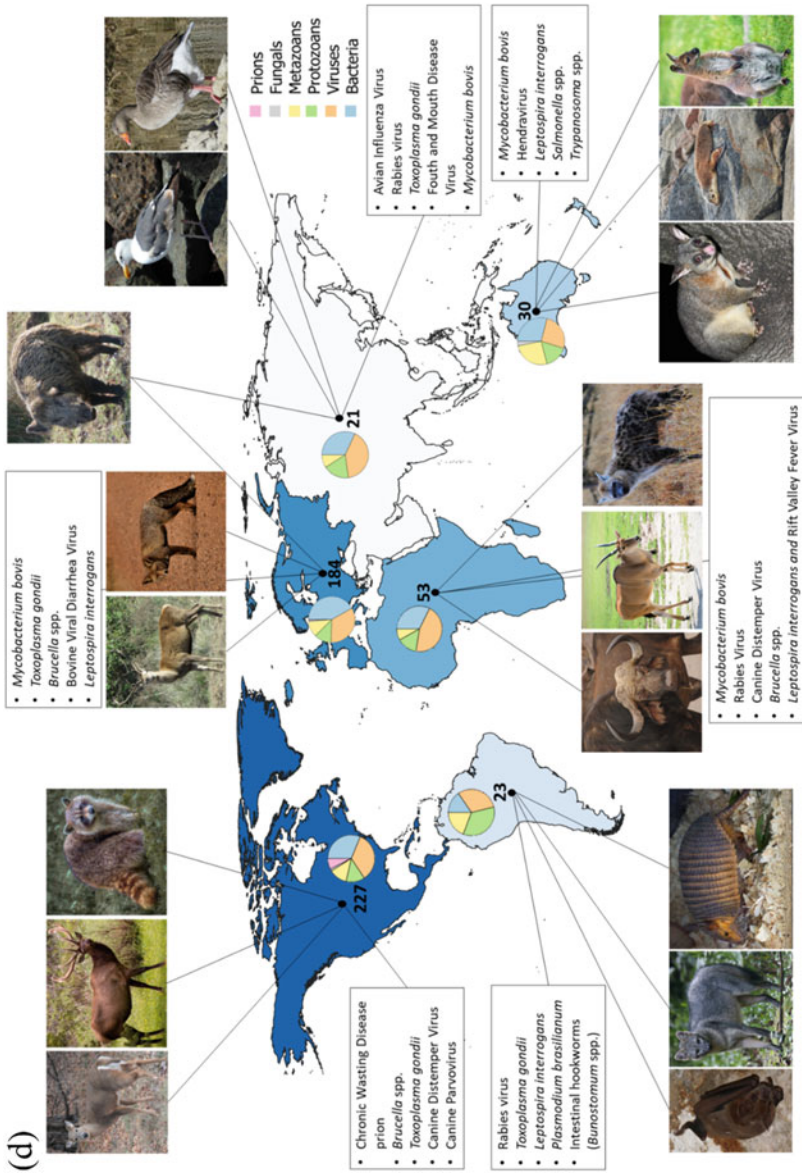 (d)
Prions
Fungals
Metazoans
Protozoans
Viruses
Bacteria
227
184
21
53
23
30
• Chronic Wasting Disease
prion
• Brucella spp.
• Toxoplasma gondii
• Canine Distemper Virus
• Canine Parvovirus
• Mycobacterium bovis
• Toxoplasma gondii
• Brucella spp.
• Bovine Viral Diarrhea Virus
• Leptospira interrogans
• Avian Influenza Virus
• Rabies virus
• Toxoplasma gondii
• Fouth and Mouth Disease
Virus
• Mycobacterium bovis
• Rabies virus
• Toxoplasma gondii
• Leptospira interrogans
• Plasmodium brasilianum
• Intestinal hookworms
(Bunostomum spp.)
• Mycobacterium bovis
• Rabies Virus
• Canine Distemper Virus
• Brucella spp.
• Leptospira interrogans and Rift Valley Fever Virus
• Mycobacterium bovis
• Hendravirus
• Leptospira interrogans
• Salmonella spp.
• Trypanosoma spp.